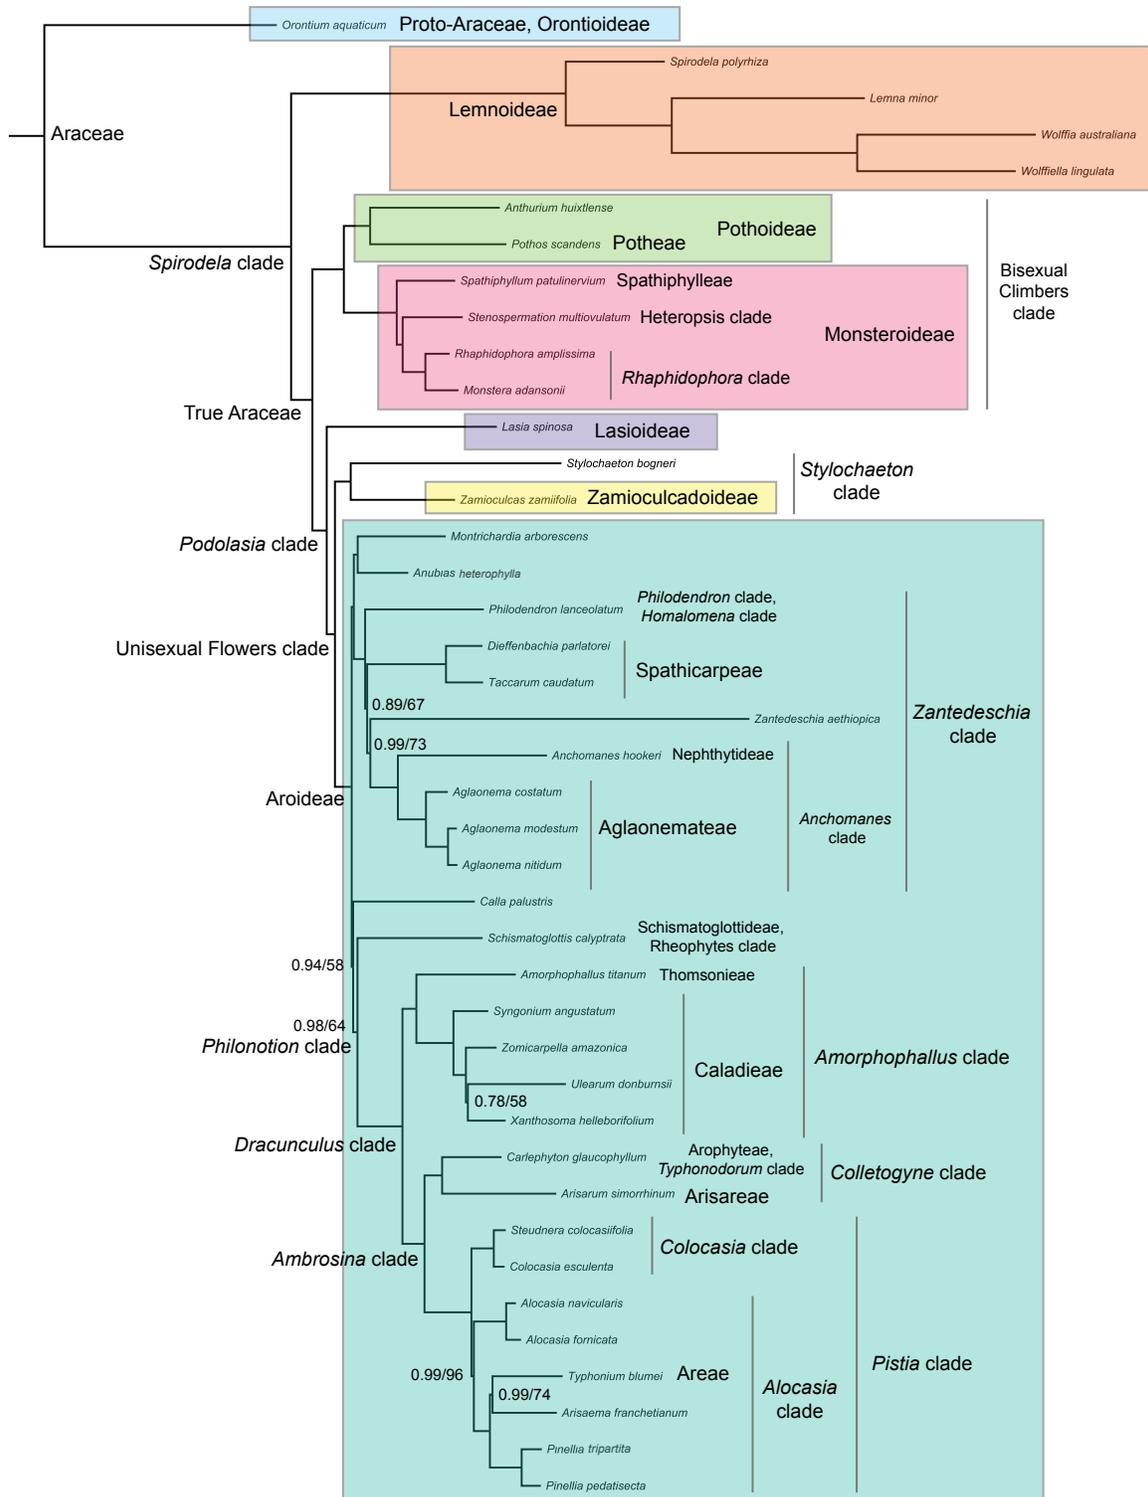 Orontium aquaticum Proto-Araceae, Orontioideae
Spirodela polyrhiza
Lemnoideae
Lemna minor
Araceae
Wolffia australiana
Wolffiella lingulata
Anthurium huixtlense
Pothoideae
Pothos scandens Potheae
Spirodela clade
Bisexual
Climbers
clade
Spathiphyllum patulinervium Spathiphylleae
Stenospermation multiovulatum Heteropsis clade
Monsteroideae
Rhaphidophora amplissima
Rhaphidophora clade
Monstera adansonii
True Araceae
Lasia spinosa Lasioideae
Stylochaeton bogneri
Stylochaeton
clade
Zamioculcas zamiifolia Zamioculcadoideae
Podolasia clade
Montrichardia arborescens
Anubias heterophylla
Philodendron lanceolatum
Philodendron clade,
Homalomena clade
Unisexual Flowers clade
Dieffenbachia parlatorei
Spathicarpeae
Taccarum caudatum
0.89/67
Zantedeschia aethiopica
Zantedeschia
clade
0.99/73
Anchomanes hookeri Nephthytideae
Aroideae
Aglaonema costatum
Aglaonema modestum
Aglaonemateae
Anchomanes
clade
Aglaonema nitidum
Calla palustris
Schismatoglottis calyptrata
Schismatoglottideae,
Rheophytes clade
0.94/58
Amorphophallus titanum Thomsonieae
Syngonium angustatum
0.98/64
Philonotion clade
Zomicarpella amazonica
Amorphophallus clade
Caladieae
Ulearum donburnsii
0.78/58
Xanthosoma helleborifolium
Dracunculus clade
Carlephyton glaucophyllum
Arophyteae,
Typhonodorum clade
Colletogyne clade
Arisarum simorrhinum Arisareae
Steudnera colocasiifolia
Colocasia clade
Ambrosina clade
Colocasia esculenta
Alocasia navicularis
Alocasia fornicata
Pistia clade
0.99/96
Typhonium blumei Areae
0.99/74
Alocasia
clade
Arisaema franchetianum
Pinellia tripartita
Pinellia pedatisecta